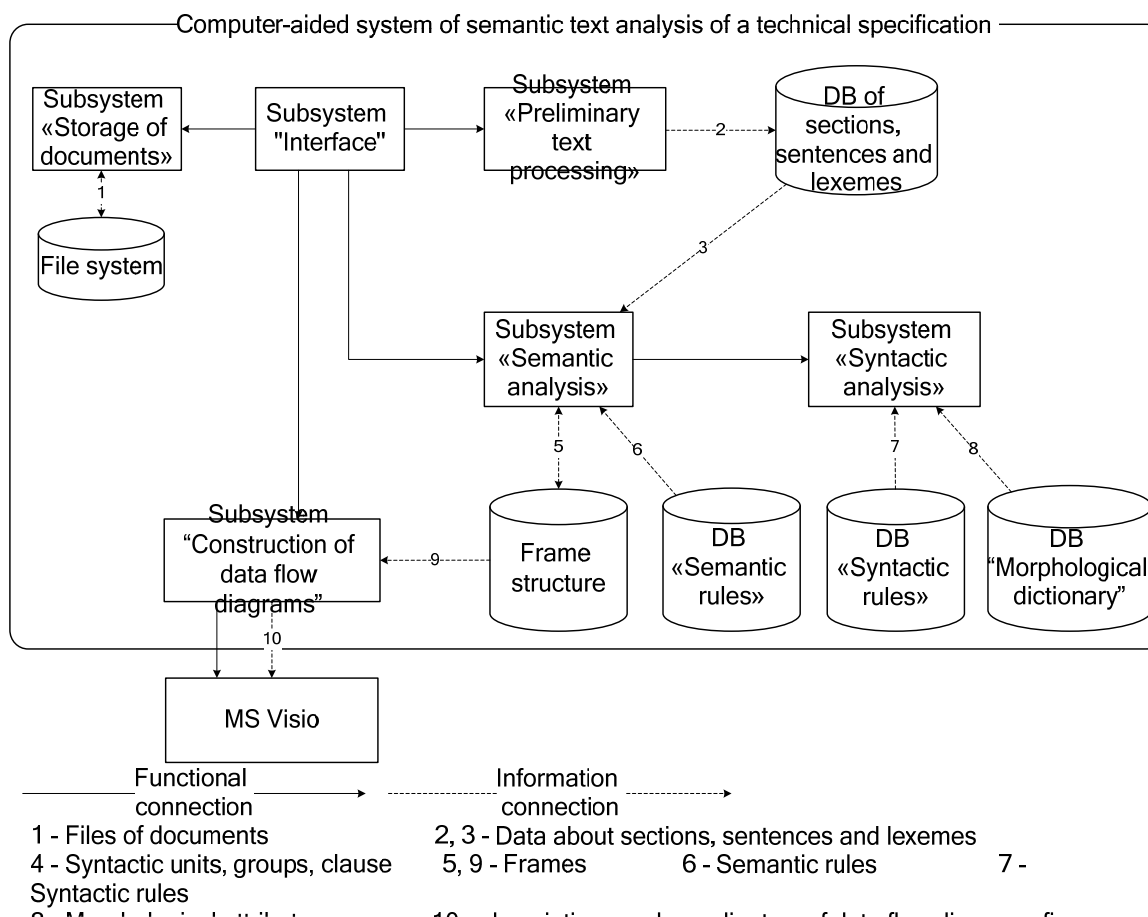 Computer-aided system of semantic text analysis of a technical specification
Subsystem
«Storage of
documents»
Subsystem
"Interface"
Subsystem
«Preliminary
text
processing»
2
DB of
sections,
sentences and
lexemes
1
File system
3
Subsystem
«Semantic
analysis»
Subsystem
«Syntactic
analysis»
5
6
7
8
Subsystem
“Construction of
data flow
diagrams”
9
Frame
structure
DB
«Semantic
rules»
DB
«Syntactic
rules»
DB
“Morphological
dictionary”
10
MS Visio
Functional
connection
Information
connection
1 - Files of documents 2, 3 - Data about sections, sentences and lexemes
4 - Syntactic units, groups, clause 5, 9 - Frames 6 - Semantic rules 7 -
Syntactic rules